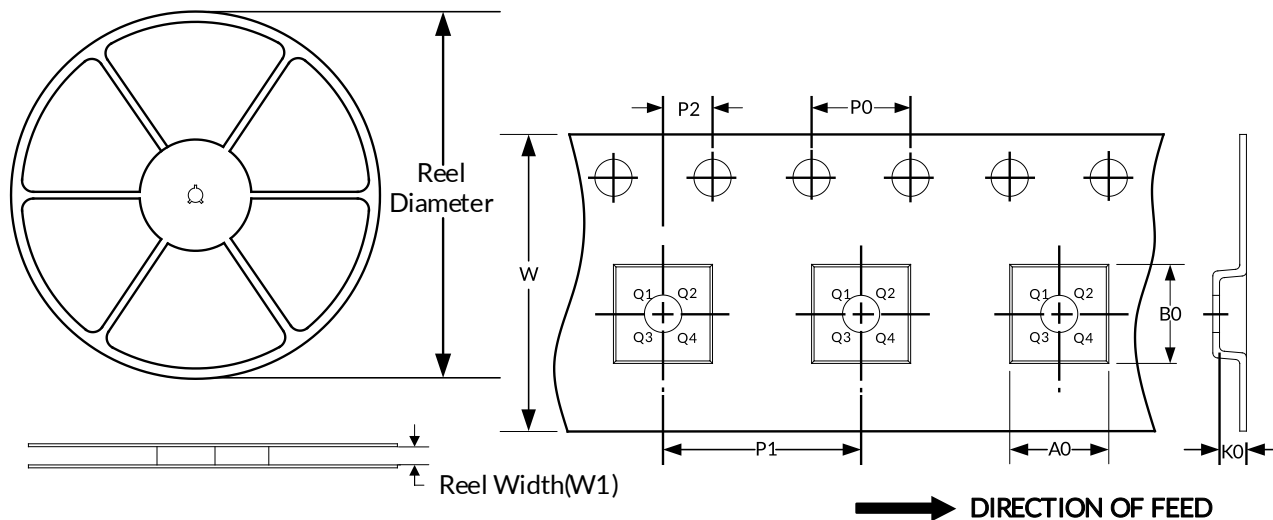 P2
P0
Reel
Diameter
W
Q1 Q2
Q3 Q4
Q1 Q2
Q3 Q4
Q1 Q2
Q3 Q4
B0
P1
A0
K0
Reel Width(W1)
DIRECTION OF FEED